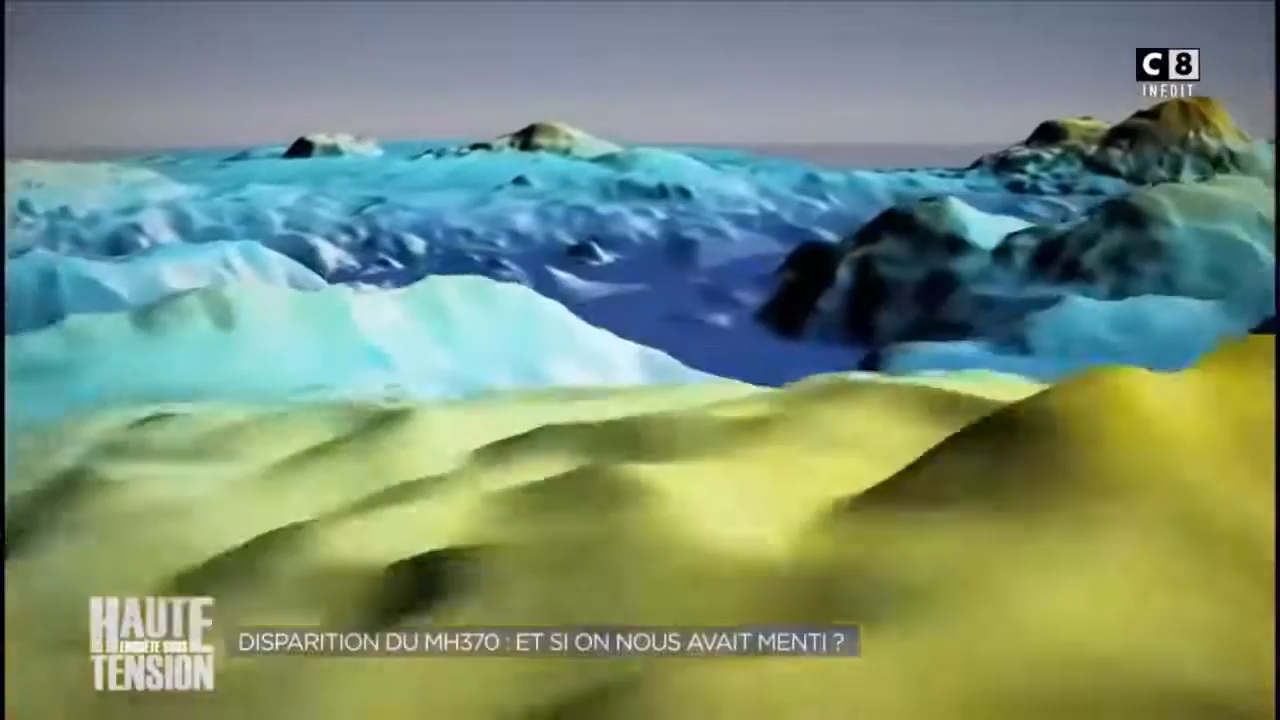 C8
INÉDIT
HAUTE
ENQUÊTE SOUS
TENSION
DISPARITION DU MH370 : ET SI ON NOUS AVAIT MENTI ?